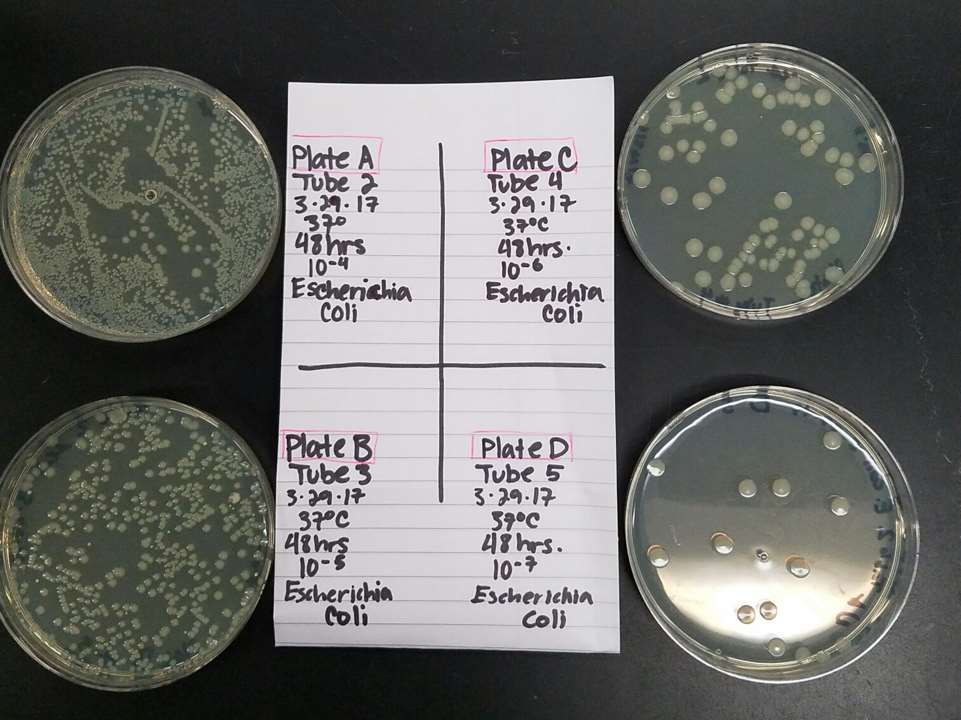 Plate A
Tube 2
3.29.17
37°
48hrs
10-4
Escherichia
Coli
Plate C
Tube 4
3.29.17
37°C
48hrs.
10-6
Escherichia
Coli
Plate B
Tube 3
3.29.17
37°C
48hrs
10-5
Escherichia
Coli
Plate D
Tube 5
3.29.17
37°C
48hrs.
10-7
Escherichia
Coli